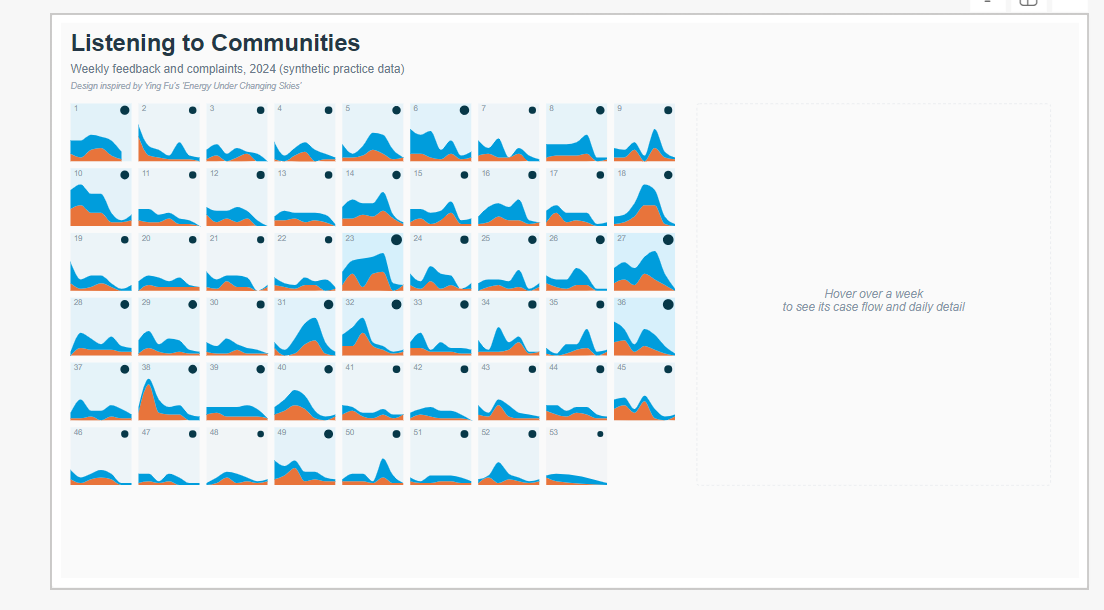 Listening to Communities
Weekly feedback and complaints, 2024 (synthetic practice data)
Design inspired by Ying Fu's 'Energy Under Changing Skies'
1 2 3 4 5 6 7 8 9
10 11 12 13 14 15 16 17 18
19 20 21 22 23 24 25 26 27
Hover over a week
to see its case flow and daily detail
28 29 30 31 32 33 34 35 36
37 38 39 40 41 42 43 44 45
46 47 48 49 50 51 52 53